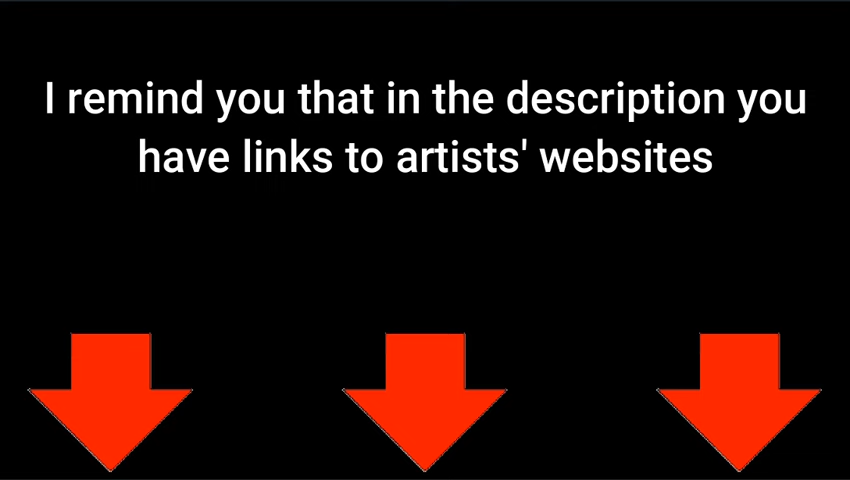 I remind you that in the description you
have links to artists' websites